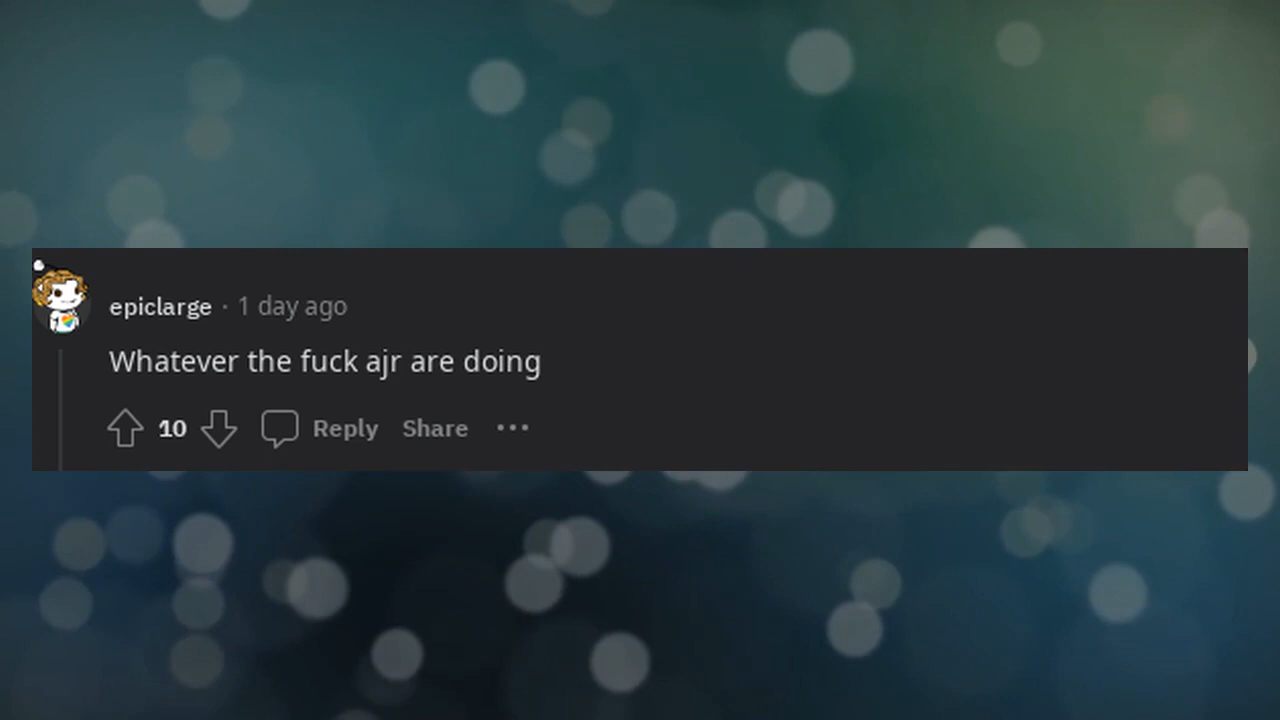 epiclarge · 1 day ago
Whatever the fuck ajr are doing
10 Reply Share ···